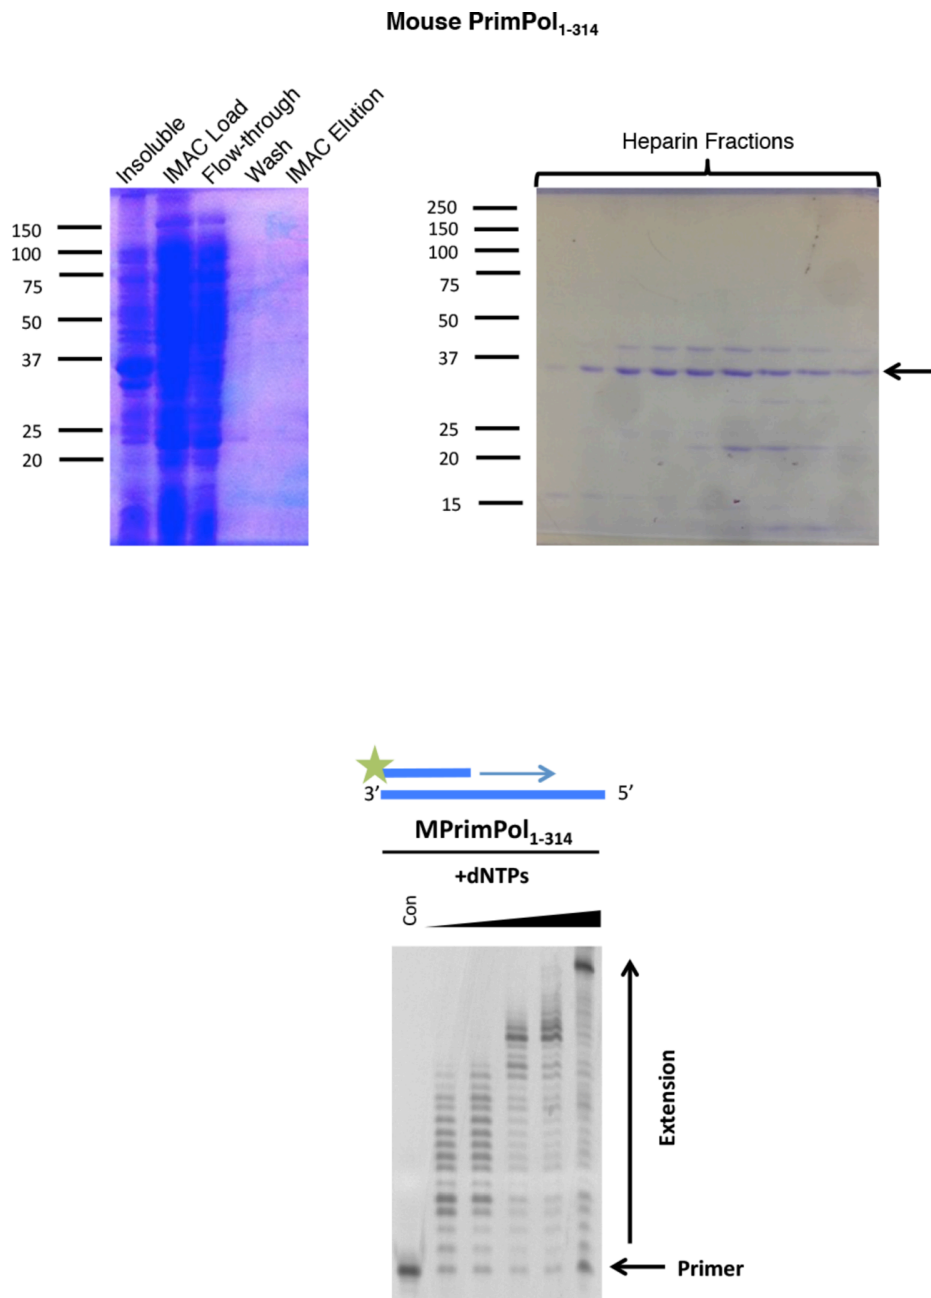 Mouse PrimPol1-314
Insoluble
IMAC Load
Flow-through
Wash
IMAC Elution
150
100
75
50
37
25
20
Heparin Fractions
250
150
100
75
50
37
25
20
15
3’
5’
MPrimPol1-314
+dNTPs
Con
Extension
Primer